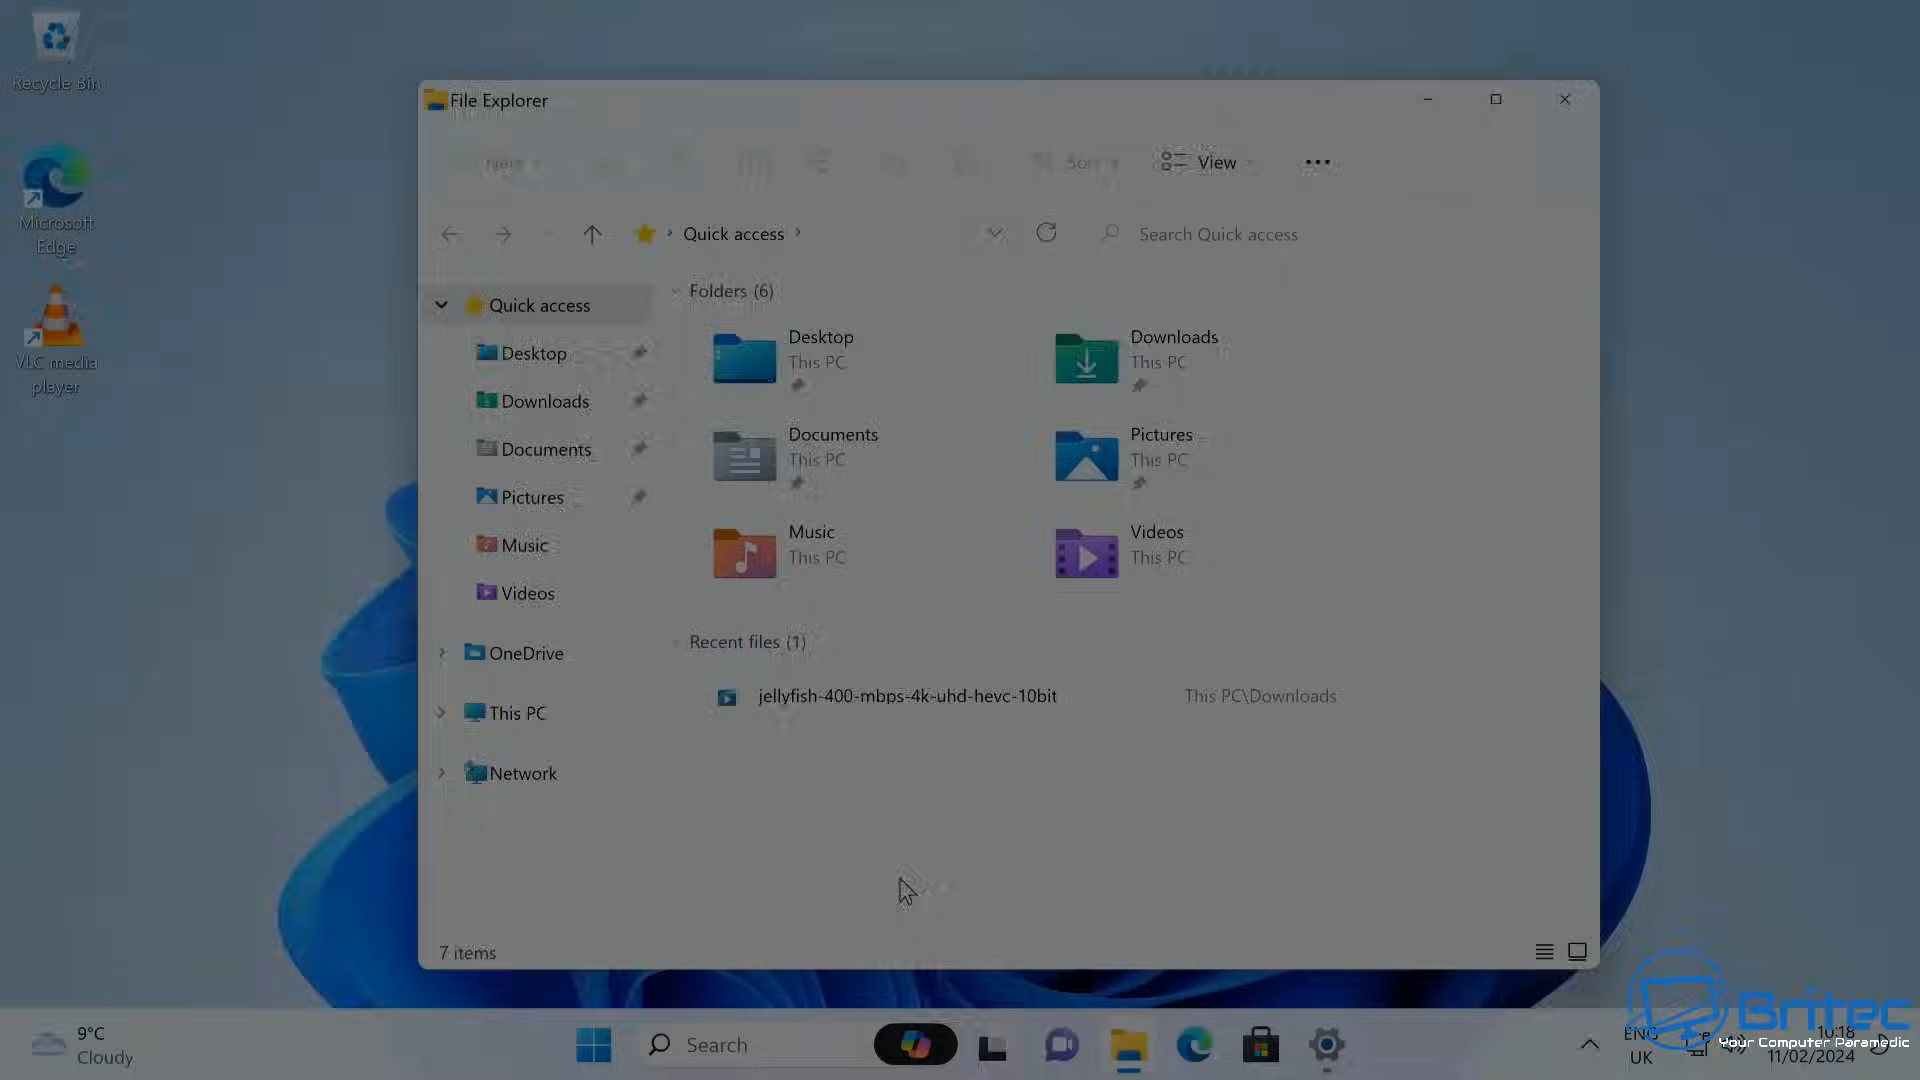 Recycle Bin
Microsoft
Edge
VLC media
player
File Explorer
New
Sort
View
Quick access
Search Quick access
Quick access
Desktop
Downloads
Documents
Pictures
Music
Videos
OneDrive
This PC
Network
Folders (6)
Desktop
This PC
Downloads
This PC
Documents
This PC
Pictures
This PC
Music
This PC
Videos
This PC
Recent files (1)
jellyfish-400-mbps-4k-uhd-hevc-10bit
This PC\Downloads
7 items
9°C
Cloudy
Search
ENG
UK
10:18
11/02/2024
Britec
Your Computer Paramedic